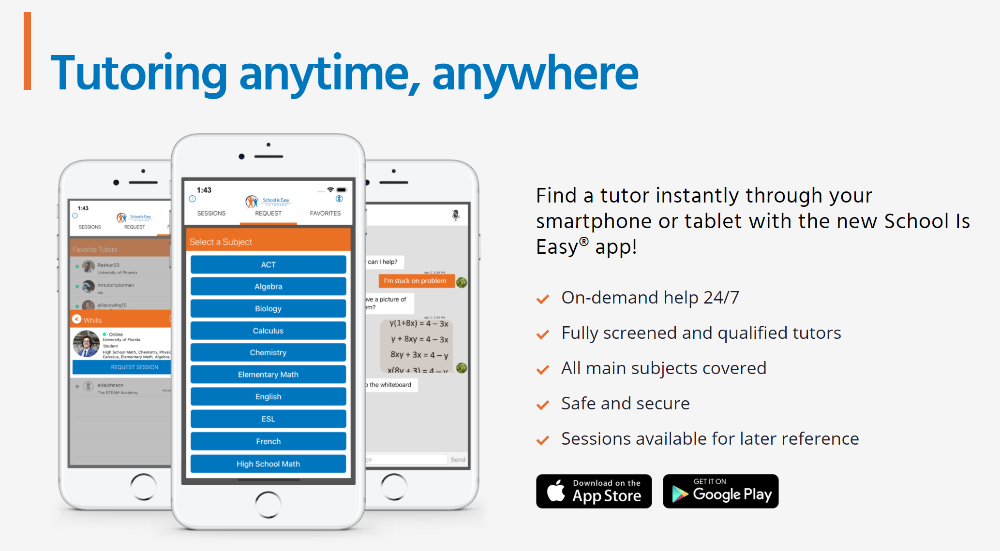 Tutoring anytime, anywhere
1:43
School is Easy
TUTORING
SESSIONS
REQUEST
Favorite Tutors
Rashun33
University of Phoenix
mrtutortutorman
sie
alliecowing10
Whills
Online
University of Florida
Student
High School Math, Chemistry,
Calculus, Elementary Math, Algebra,
REQUEST SESSION
eikajohnson
The STEAM Academy
1:43
School is Easy
TUTORING
SESSIONS
REQUEST
FAVORITES
Select a Subject
ACT
Algebra
Biology
Calculus
Chemistry
Elementary Math
English
ESL
French
High School Math
can I help?
Apr 2, 3:34 PM
I'm stuck on problem
a picture of
Apr 2, 3:34 PM
y(1+8x) = 4 – 3x
y + 8xy = 4 – 3x
8xy + 3x = 4 – y
x(8y + 3) = 4 – y
the whiteboard
Send
Find a tutor instantly through your
smartphone or tablet with the new School Is
Easy® app!
On-demand help 24/7
Fully screened and qualified tutors
All main subjects covered
Safe and secure
Sessions available for later reference
Download on the
App Store
GET IT ON
Google Play